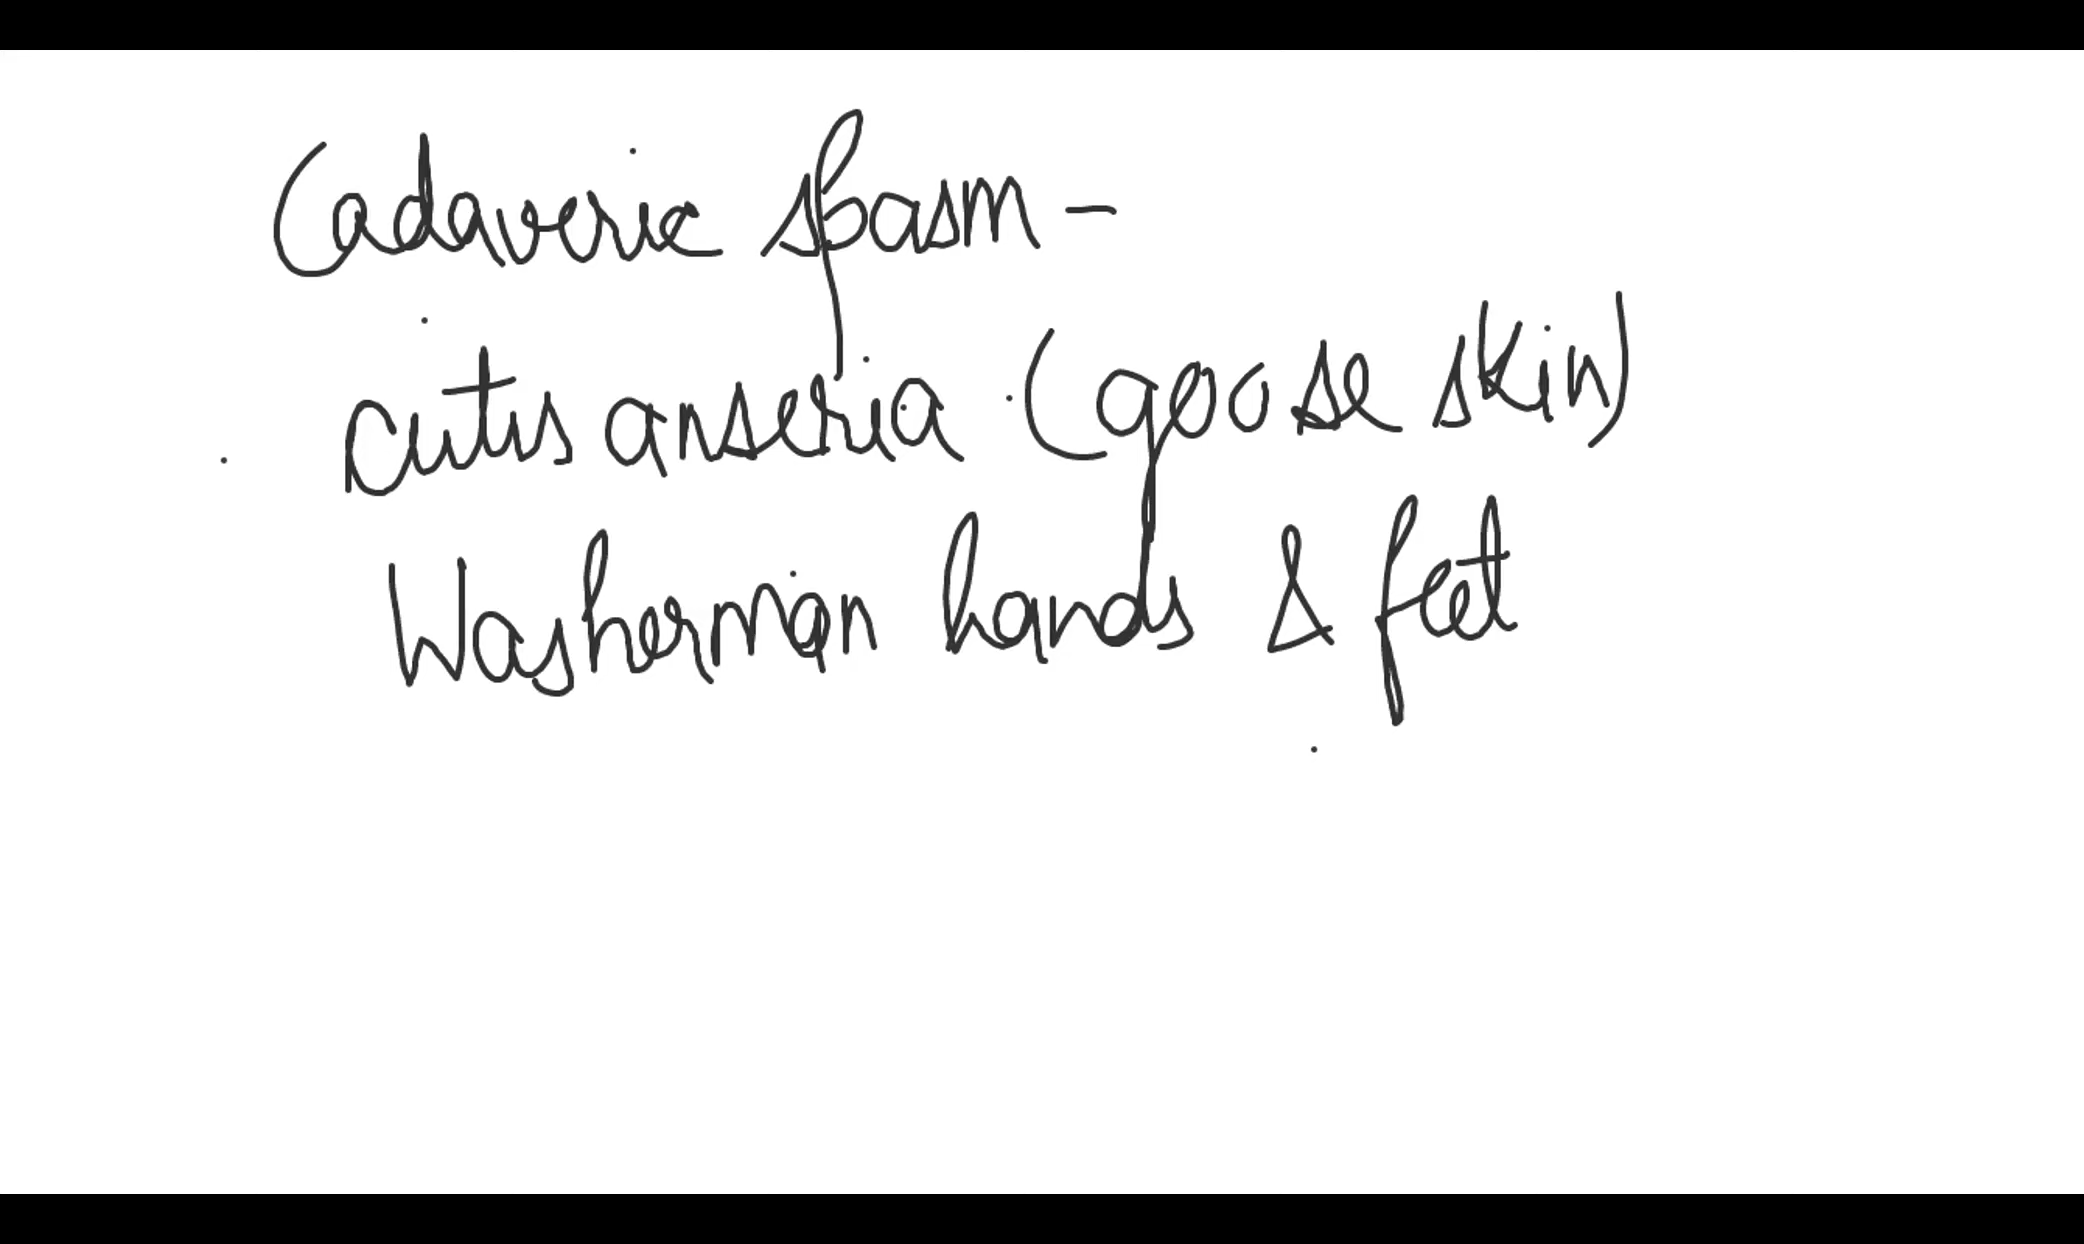 Cadaveric spasm -
cutis anseria (goose skin)
Washerman hands & feet